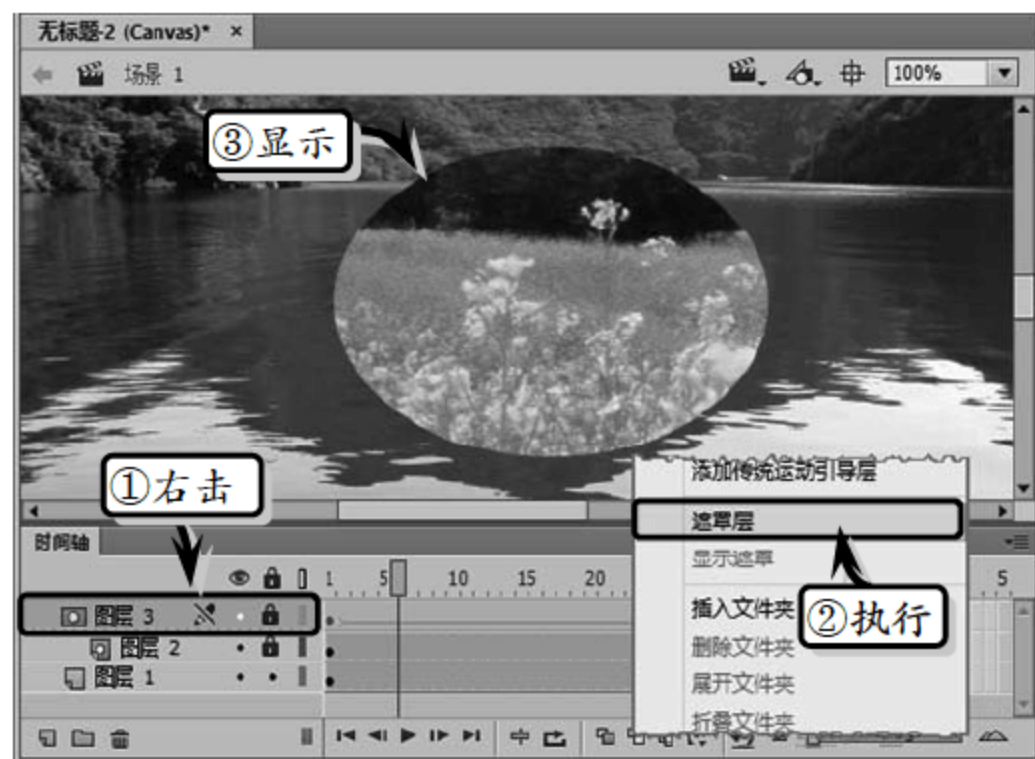 无标题-2 (Canvas)* ×
场景 1
100%
③显示
①右击
添加传统运动引导层
遮罩层
显示遮罩
插入文件夹
删除文件夹
展开文件夹
折叠文件夹
②执行
时间轴
1 5 10 15 20 5
图层 3
图层 2
图层 1